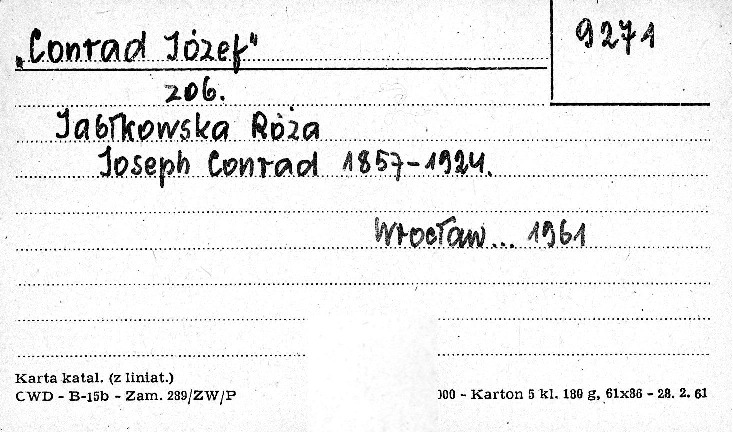 „Conrad Józef"
9271
206.
Jabłkowska Róża
Joseph Conrad 1857-1924.
Wrocław... 1961
Karta katal. (z liniat.)
CWD - B-15b - Zam. 289/ZW/P
000 - Karton 5 kl. 180 g, 61x86 - 28. 2. 61